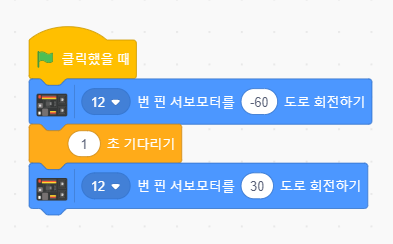 클릭했을 때
12 번 핀 서보모터를 -60 도로 회전하기
1 초 기다리기
12 번 핀 서보모터를 30 도로 회전하기